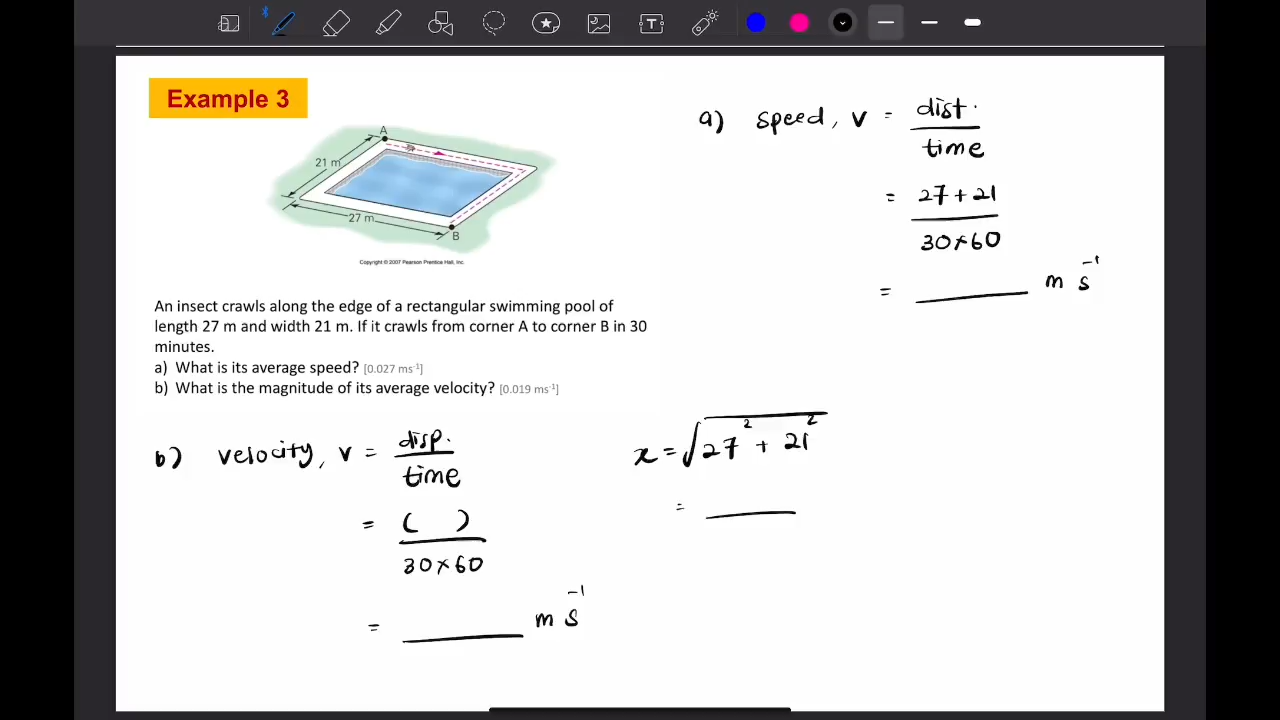 Example 3
A
21 m
27 m
B
Copyright © 2007 Pearson Prentice Hall, Inc.
An insect crawls along the edge of a rectangular swimming pool of
length 27 m and width 21 m. If it crawls from corner A to corner B in 30
minutes.
a) What is its average speed? [0.027 ms⁻¹]
b) What is the magnitude of its average velocity? [0.019 ms⁻¹]
a) speed, v = dist.
time
= 27 + 21
30 × 60
= ______ m s⁻¹
b) velocity, v = disp.
time
= ( )
30 × 60
= ______ m s⁻¹
x = √27² + 21²
= ______